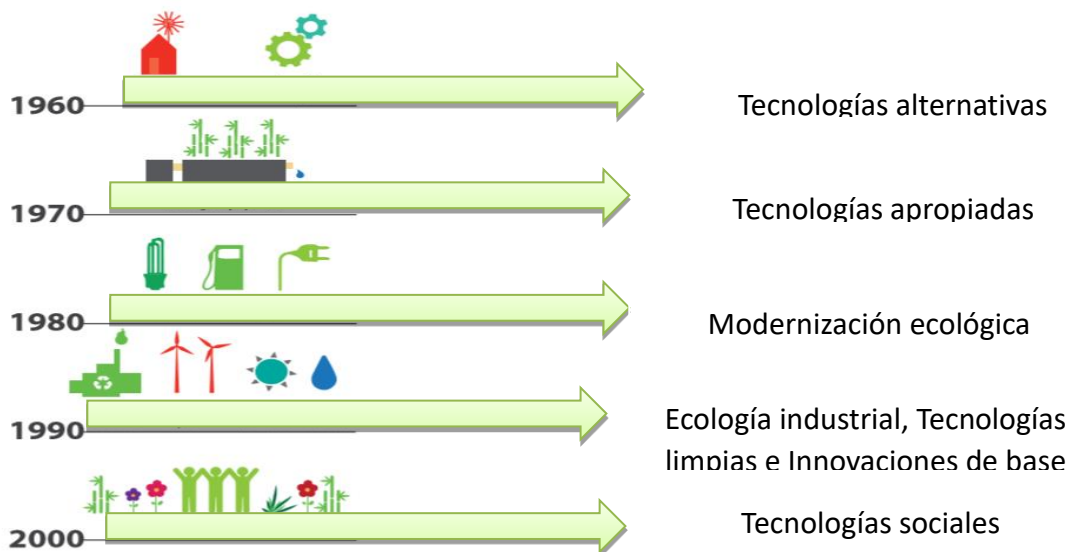 1960
Tecnologías alternativas
1970
Tecnologías apropiadas
1980
Modernización ecológica
1990
Ecología industrial, Tecnologías
limpias e Innovaciones de base
2000
Tecnologías sociales